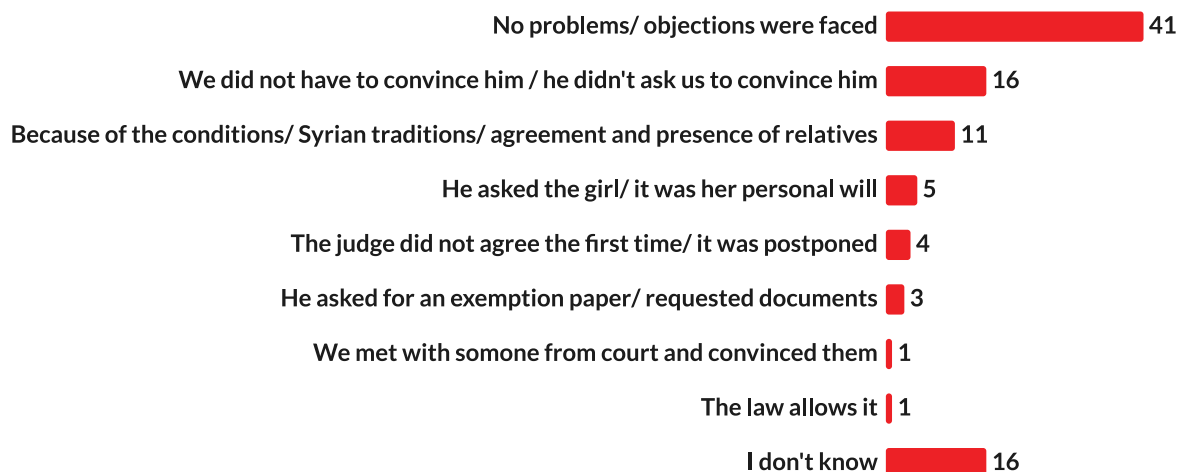 No problems/ objections were faced 41
We did not have to convince him / he didn't ask us to convince him 16
Because of the conditions/ Syrian traditions/ agreement and presence of relatives 11
He asked the girl/ it was her personal will 5
The judge did not agree the first time/ it was postponed 4
He asked for an exemption paper/ requested documents 3
We met with somone from court and convinced them 1
The law allows it 1
I don't know 16